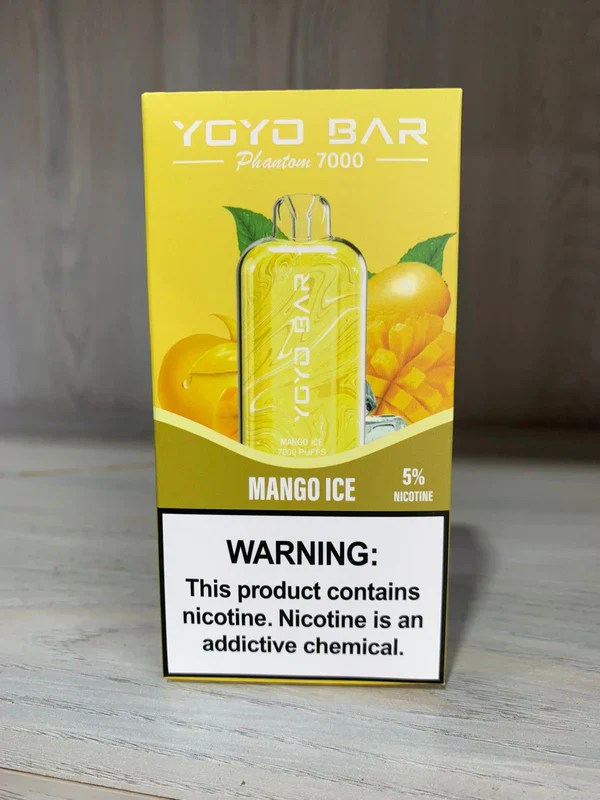 YOYO BAR
Phantom 7000
YOYO BAR
MANGO ICE
7000 PUFFS
MANGO ICE
5%
NICOTINE
WARNING:
This product contains
nicotine. Nicotine is an
addictive chemical.